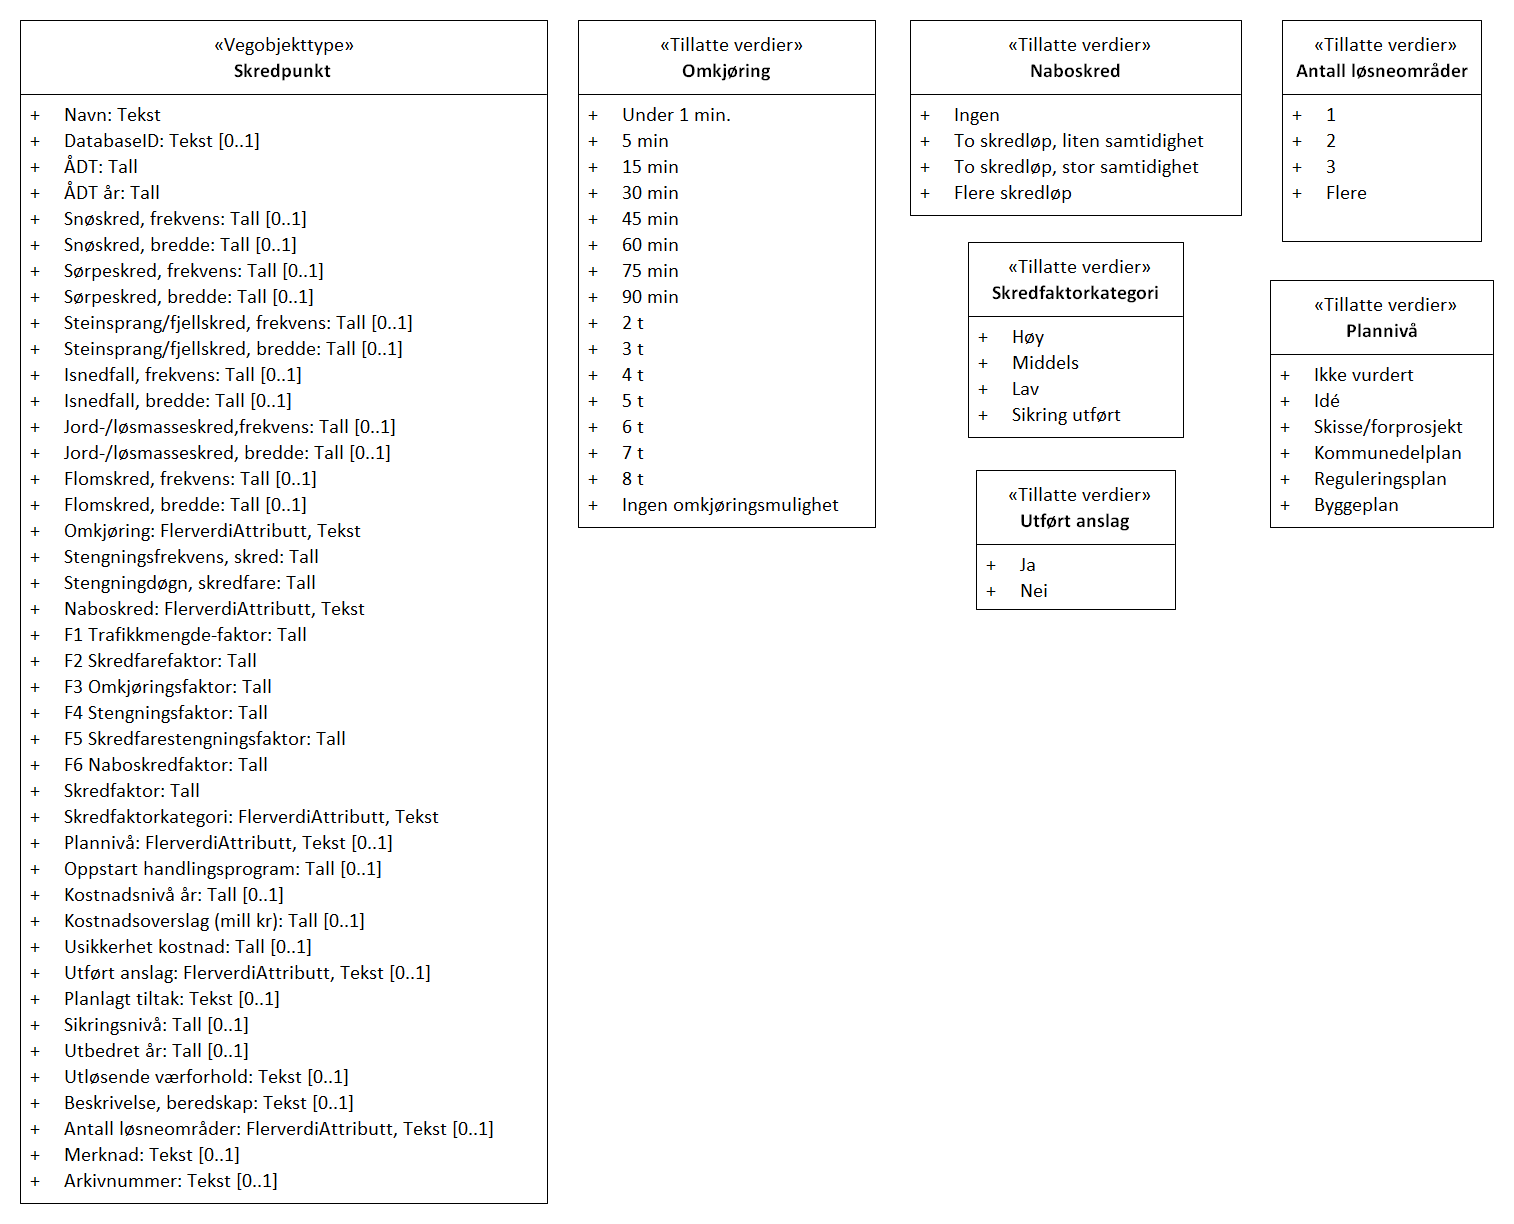 «Vegobjekttype»
Skredpunkt
+ Navn: Tekst
+ DatabaseID: Tekst [0..1]
+ ÅDT: Tall
+ ÅDT år: Tall
+ Snøskred, frekvens: Tall [0..1]
+ Snøskred, bredde: Tall [0..1]
+ Sørpeskred, frekvens: Tall [0..1]
+ Sørpeskred, bredde: Tall [0..1]
+ Steinsprang/fjellskred, frekvens: Tall [0..1]
+ Steinsprang/fjellskred, bredde: Tall [0..1]
+ Isnedfall, frekvens: Tall [0..1]
+ Isnedfall, bredde: Tall [0..1]
+ Jord-/løsmasseskred,frekvens: Tall [0..1]
+ Jord-/løsmasseskred, bredde: Tall [0..1]
+ Flomskred, frekvens: Tall [0..1]
+ Flomskred, bredde: Tall [0..1]
+ Omkjøring: FlerverdiAttributt, Tekst
+ Stengningsfrekvens, skred: Tall
+ Stengningdøgn, skredfare: Tall
+ Naboskred: FlerverdiAttributt, Tekst
+ F1 Trafikkmengde-faktor: Tall
+ F2 Skredfarefaktor: Tall
+ F3 Omkjøringsfaktor: Tall
+ F4 Stengningsfaktor: Tall
+ F5 Skredfarestengningsfaktor: Tall
+ F6 Naboskredfaktor: Tall
+ Skredfaktor: Tall
+ Skredfaktorkategori: FlerverdiAttributt, Tekst
+ Plannivå: FlerverdiAttributt, Tekst [0..1]
+ Oppstart handlingsprogram: Tall [0..1]
+ Kostnadsnivå år: Tall [0..1]
+ Kostnadsoverslag (mill kr): Tall [0..1]
+ Usikkerhet kostnad: Tall [0..1]
+ Utført anslag: FlerverdiAttributt, Tekst [0..1]
+ Planlagt tiltak: Tekst [0..1]
+ Sikringsnivå: Tall [0..1]
+ Utbedret år: Tall [0..1]
+ Utløsende værforhold: Tekst [0..1]
+ Beskrivelse, beredskap: Tekst [0..1]
+ Antall løsneområder: FlerverdiAttributt, Tekst [0..1]
+ Merknad: Tekst [0..1]
+ Arkivnummer: Tekst [0..1]
«Tillatte verdier»
Omkjøring
+ Under 1 min.
+ 5 min
+ 15 min
+ 30 min
+ 45 min
+ 60 min
+ 75 min
+ 90 min
+ 2 t
+ 3 t
+ 4 t
+ 5 t
+ 6 t
+ 7 t
+ 8 t
+ Ingen omkjøringsmulighet
«Tillatte verdier»
Naboskred
+ Ingen
+ To skredløp, liten samtidighet
+ To skredløp, stor samtidighet
+ Flere skredløp
«Tillatte verdier»
Skredfaktorkategori
+ Høy
+ Middels
+ Lav
+ Sikring utført
«Tillatte verdier»
Utført anslag
+ Ja
+ Nei
«Tillatte verdier»
Antall løsneområder
+ 1
+ 2
+ 3
+ Flere
«Tillatte verdier»
Plannivå
+ Ikke vurdert
+ Idé
+ Skisse/forprosjekt
+ Kommunedelplan
+ Reguleringsplan
+ Byggeplan